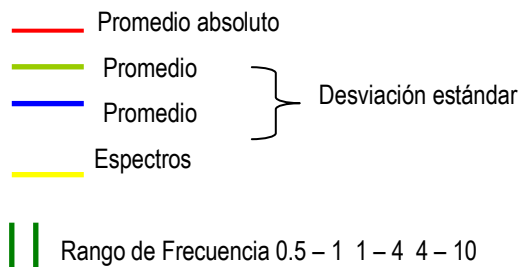 Promedio absoluto
Promedio
Promedio
Desviación estándar
Espectros
Rango de Frecuencia 0.5 – 1 1 – 4 4 – 10